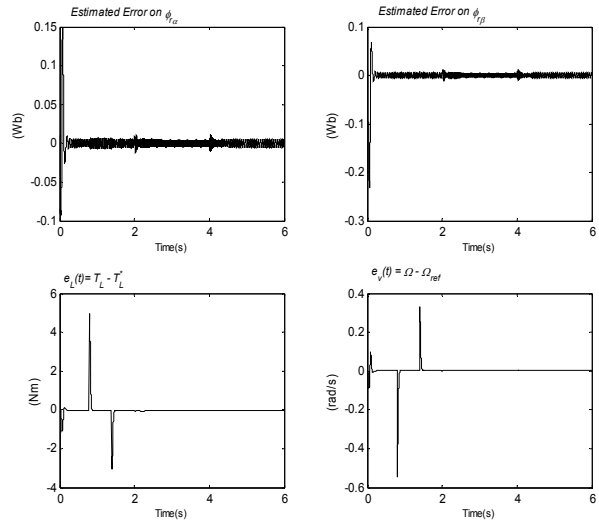 Estimated Error on ϕrα
0.15
0.1
0.05
0
-0.05
-0.1
(Wb)
0 2 4 6
Time(s)
Estimated Error on ϕrβ
0.1
0
-0.1
-0.2
-0.3
(Wb)
0 2 4 6
Time(s)
eL(t)= TL - TL^*
6
4
2
0
-2
-4
(Nm)
0 2 4 6
Time(s)
ev(t) = Ω - Ωref
0.4
0.2
0
-0.2
-0.4
-0.6
(rad/s)
0 2 4 6
Time(s)